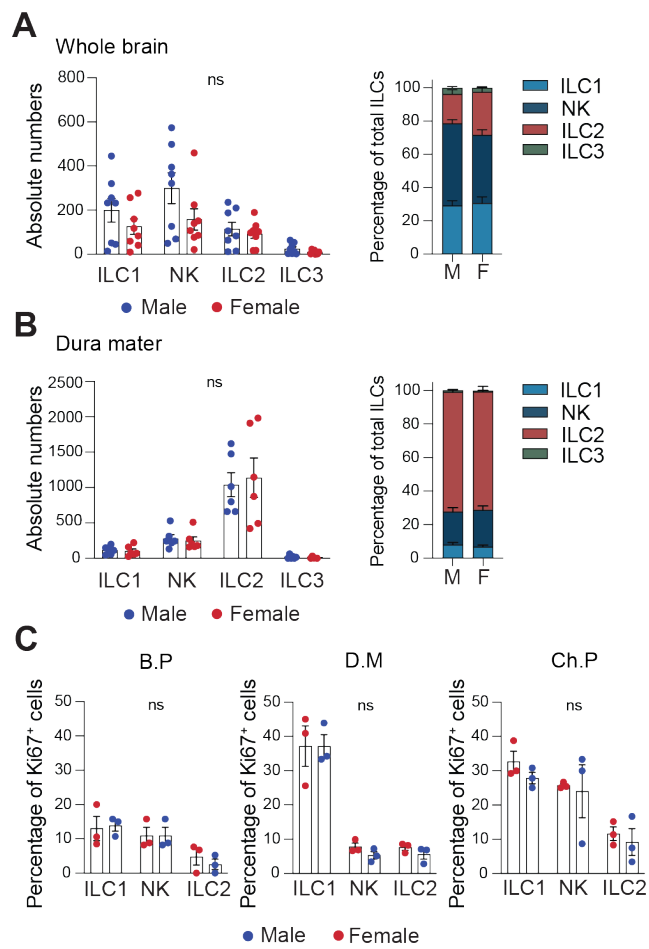 A
Whole brain
Absolute numbers
800
600
400
200
0
ns
ILC1 NK ILC2 ILC3
Male Female
Percentage of total ILCs
100
80
60
40
20
0
M F
ILC1
NK
ILC2
ILC3
B
Dura mater
Absolute numbers
2500
2000
1500
1000
500
0
ns
ILC1 NK ILC2 ILC3
Male Female
Percentage of total ILCs
100
80
60
40
20
0
M F
ILC1
NK
ILC2
ILC3
C
B.P
Percentage of Ki67⁺ cells
50
40
30
20
10
0
ns
ILC1 NK ILC2
D.M
Percentage of Ki67⁺ cells
50
40
30
20
10
0
ns
ILC1 NK ILC2
Ch.P
Percentage of Ki67⁺ cells
50
40
30
20
10
0
ns
ILC1 NK ILC2
Male Female